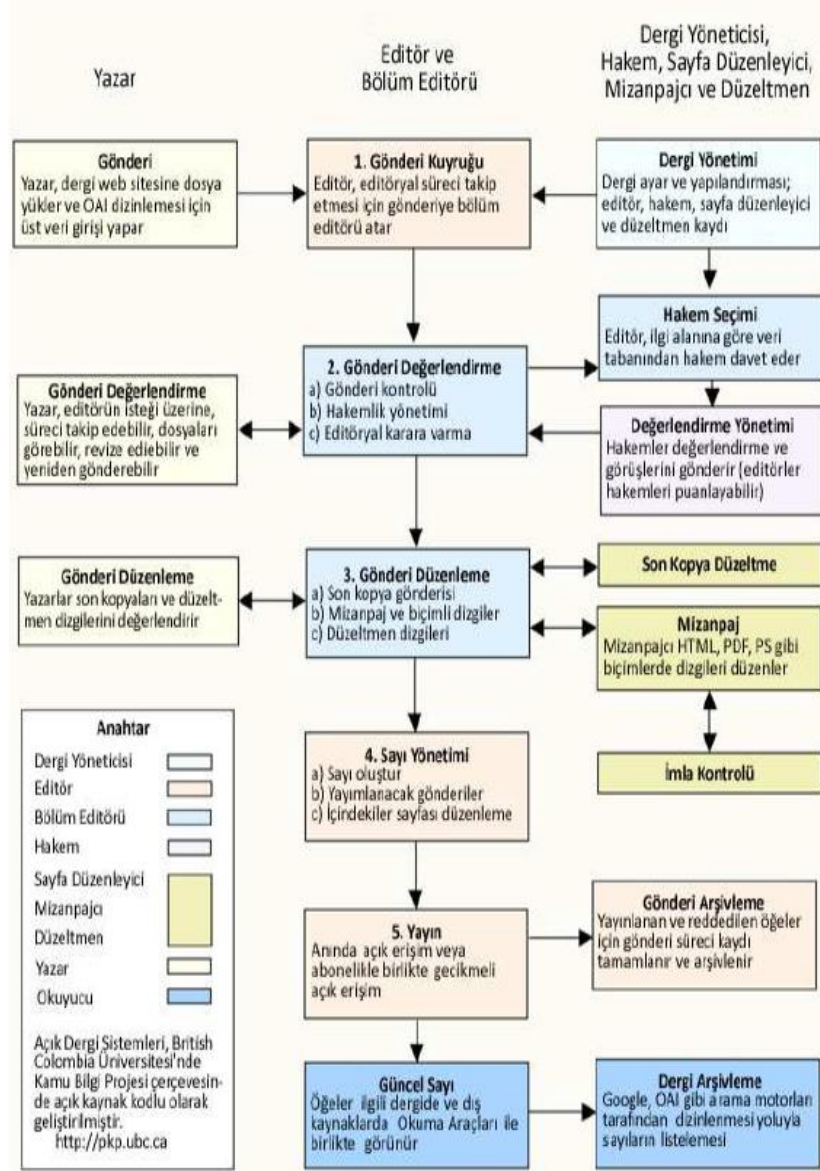 Yazar
Editör ve
Bölüm Editörü
Dergi Yöneticisi,
Hakem, Sayfa Düzenleyici,
Mizanpajcı ve Düzeltmen
Gönderi
Yazar, dergi web sitesine dosya
yükler ve OAI dizinlemesi için
üst veri girişi yapar
1. Gönderi Kuyruğu
Editör, editöryal süreci takip
etmesi için gönderiye bölüm
editörü atar
Dergi Yönetimi
Dergi ayar ve yapılandırması;
editör, hakem, sayfa düzenleyici
ve düzeltmen kaydı
Hakem Seçimi
Editör, ilgi alanına göre veri
tabanından hakem davet eder
Gönderi Değerlendirme
Yazar, editörün isteği üzerine,
süreci takip edebilir, dosyaları
görebilir, revize ediebilir ve
yeniden gönderebilir
2. Gönderi Değerlendirme
a) Gönderi kontrolü
b) Hakemlik yönetimi
c) Editöryal karara varma
Değerlendirme Yönetimi
Hakemler değerlendirme ve
görüşlerini gönderir (editörler
hakemleri puanlayabilir)
Gönderi Düzenleme
Yazarlar son kopyaları ve düzelt-
men dizgilerini değerlendirir
3. Gönderi Düzenleme
a) Son kopya gönderisi
b) Mizanpaj ve biçimli dizgiler
c) Düzeltmen dizgileri
Son Kopya Düzeltme
Mizanpaj
Mizanpajcı HTML, PDF, PS gibi
biçimlerde dizgileri düzenler
İmla Kontrolü
4. Sayı Yönetimi
a) Sayı oluştur
b) Yayımlanacak gönderiler
c) İçindekiler sayfası düzenleme
5. Yayın
Anında açık erişim veya
abonelikle birlikte gecikmeli
açık erişim
Gönderi Arşivleme
Yayınlanan ve reddedilen öğeler
için gönderi süreci kaydı
tamamlanır ve arşivlenir
Güncel Sayı
Öğeler ilgili dergide ve dış
kaynaklarda Okuma Araçları ile
birlikte görünür
Dergi Arşivleme
Google, OAI gibi arama motorları
tarafından dizinlenmesi yoluyla
sayıların listelemesi
Anahtar
Dergi Yöneticisi
Editör
Bölüm Editörü
Hakem
Sayfa Düzenleyici
Mizanpajcı
Düzeltmen
Yazar
Okuyucu
Açık Dergi Sistemleri, British
Colombia Üniversitesi'nde
Kamu Bilgi Projesi çerçevesin-
de açık kaynak kodlu olarak
geliştirilmiştir.
http://pkp.ubc.ca